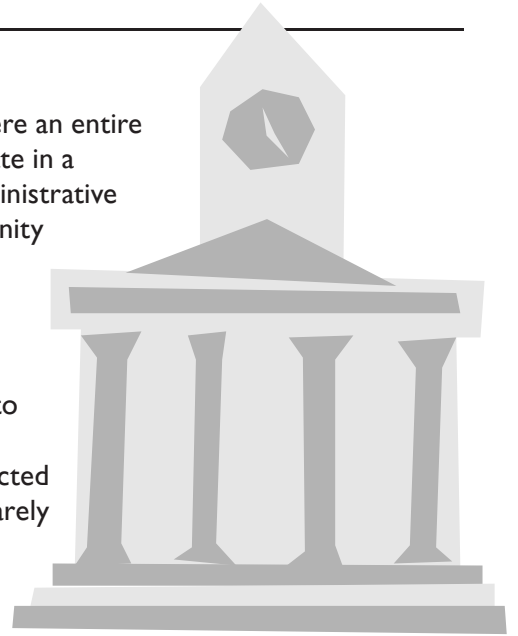 ere an entire
te in a
inistrative
nity
to
cted
arely